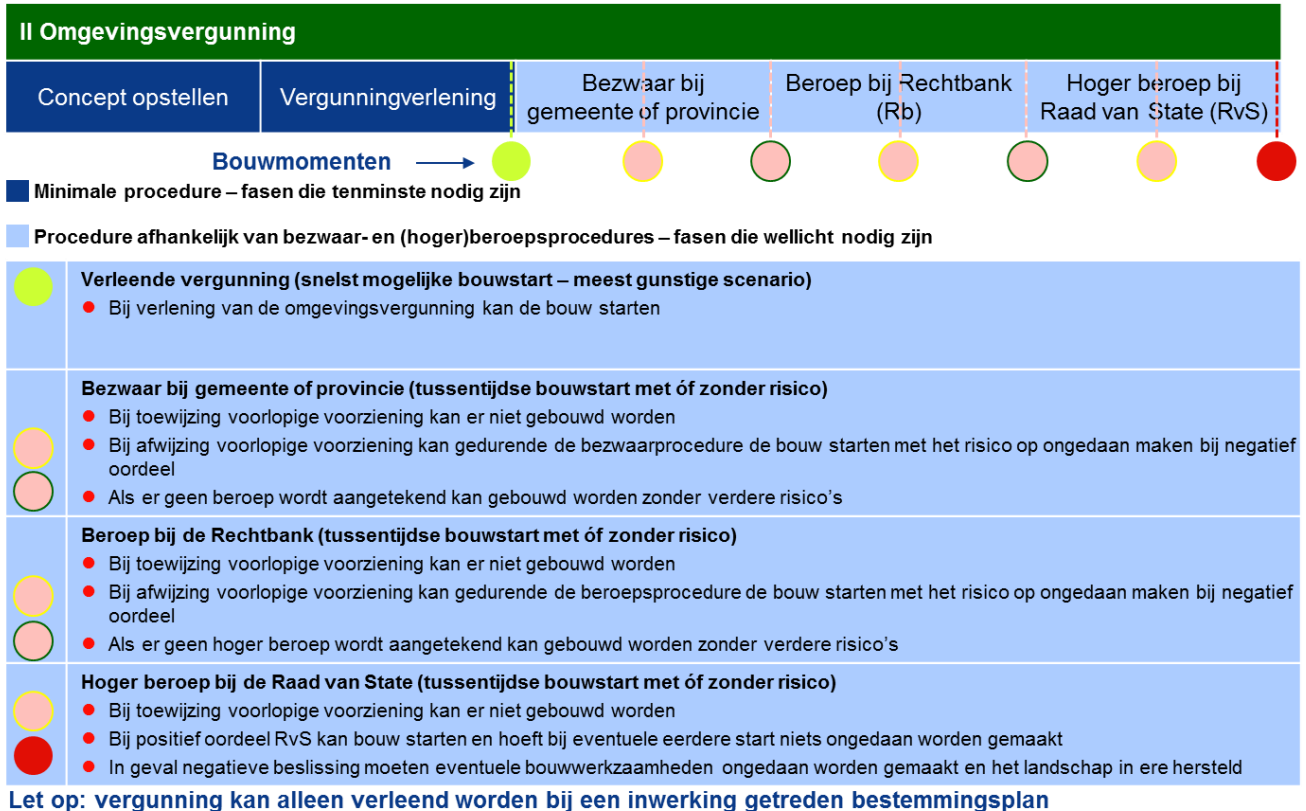 II Omgevingsvergunning
Concept opstellen
Vergunningverlening
Bezwaar bij
gemeente of provincie
Beroep bij Rechtbank
(Rb)
Hoger beroep bij
Raad van State (RvS)
Bouwmomenten
Minimale procedure – fasen die tenminste nodig zijn
Procedure afhankelijk van bezwaar- en (hoger)beroepsprocedures – fasen die wellicht nodig zijn
Verleende vergunning (snelst mogelijke bouwstart – meest gunstige scenario)
Bij verlening van de omgevingsvergunning kan de bouw starten
Bezwaar bij gemeente of provincie (tussentijdse bouwstart met óf zonder risico)
Bij toewijzing voorlopige voorziening kan er niet gebouwd worden
Bij afwijzing voorlopige voorziening kan gedurende de bezwaarprocedure de bouw starten met het risico op ongedaan maken bij negatief
oordeel
Als er geen beroep wordt aangetekend kan gebouwd worden zonder verdere risico's
Beroep bij de Rechtbank (tussentijdse bouwstart met óf zonder risico)
Bij toewijzing voorlopige voorziening kan er niet gebouwd worden
Bij afwijzing voorlopige voorziening kan gedurende de beroepsprocedure de bouw starten met het risico op ongedaan maken bij negatief
oordeel
Als er geen hoger beroep wordt aangetekend kan gebouwd worden zonder verdere risico's
Hoger beroep bij de Raad van State (tussentijdse bouwstart met óf zonder risico)
Bij toewijzing voorlopige voorziening kan er niet gebouwd worden
Bij positief oordeel RvS kan bouw starten en hoeft bij eventuele eerdere start niets ongedaan worden gemaakt
In geval negatieve beslissing moeten eventuele bouwwerkzaamheden ongedaan worden gemaakt en het landschap in ere hersteld
Let op: vergunning kan alleen verleend worden bij een inwerking getreden bestemmingsplan